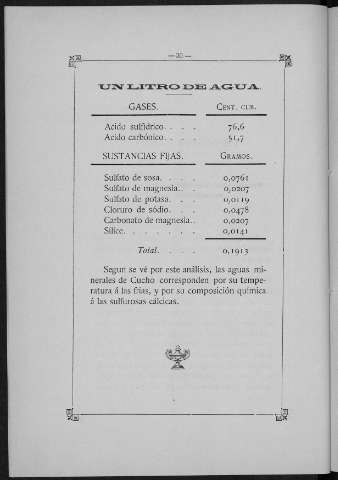 — 20 —
UN LITRO DE AGUA.
GASES. CENT. CUB.
Acido sulfídrico. . . . 76,6
Acido carbónico. . . . 51,7
SUSTANCIAS FIJAS. GRAMOS.
Sulfato de sosa. . . . 0,0761
Sulfato de magnesia. . 0,0207
Sulfato de potasa. . . 0,0119
Cloruro de sódio. . . 0,0478
Carbonato de magnesia. . 0,0207
Silice. . . . . . . 0,0141
Total. . . . 0,1913
Segun se vé por este análisis, las aguas mi-
nerales de Cucho corresponden por su tempe-
ratura á las frias, y por su composición química
á las sulfurosas cálcicas.